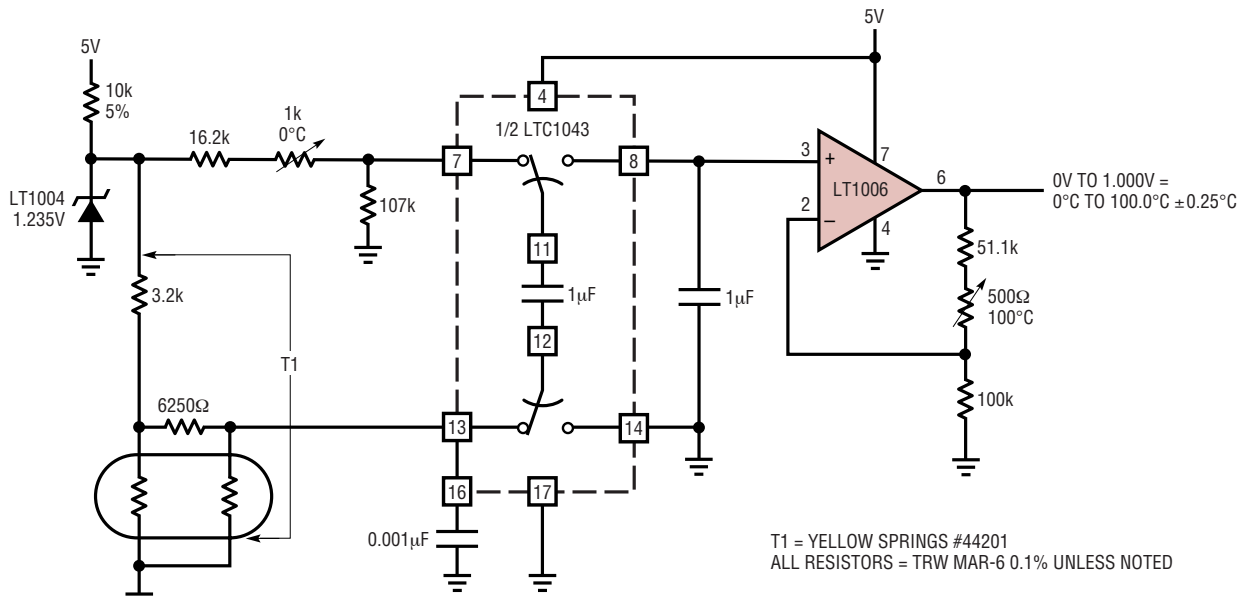 5V
5V
10k
5%
1k
0°C
16.2k
4
1/2 LTC1043
7
8
3
+
7
6
LT1006
2
–
4
0V TO 1.000V =
0°C TO 100.0°C ±0.25°C
LT1004
1.235V
107k
11
1µF
12
1µF
51.1k
500Ω
100°C
3.2k
T1
100k
6250Ω
13
14
16
17
0.001µF
T1 = YELLOW SPRINGS #44201
ALL RESISTORS = TRW MAR-6 0.1% UNLESS NOTED